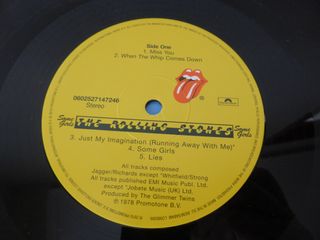 Side One
1. Miss You
2. When The Whip Comes Down
0602527147246
Stereo
Some Girls THE ROLLING STONES Some Girls
3. Just My Imagination (Running Away With Me)*
4. Some Girls
5. Lies
All tracks composed
Jagger/Richards except *Whitfield/Strong
All tracks published EMI Music Publ. Ltd.
except *Jobete Music (UK) Ltd.
Produced by The Glimmer Twins
℗ 1978 Promotone B.V.